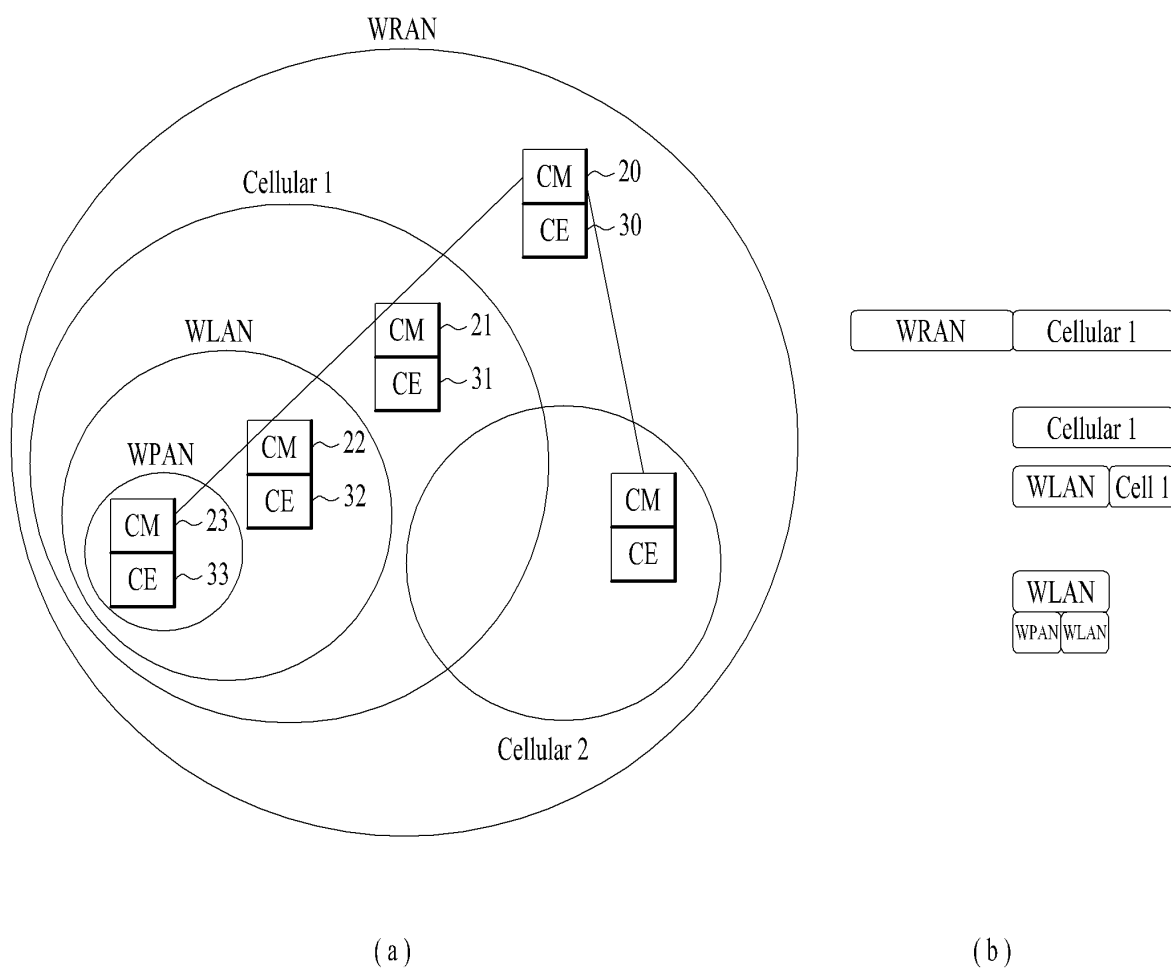 WRAN
CM 20
CE 30
Cellular 1
CM 21
CE 31
WLAN
CM 22
CE 32
WPAN
CM 23
CE 33
CM
CE
Cellular 2
( a )
WRAN Cellular 1
Cellular 1
WLAN Cell 1
WLAN
WPAN WLAN
( b )